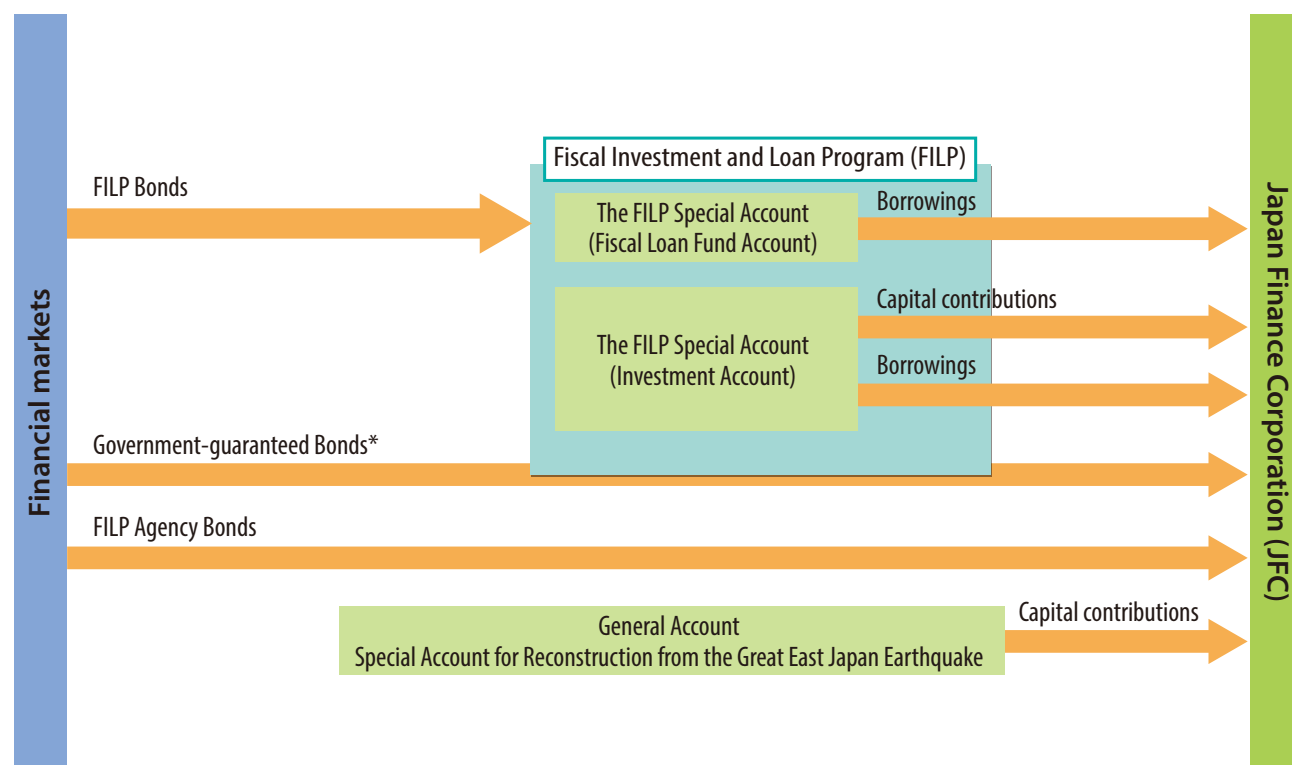 Financial markets
FILP Bonds
Fiscal Investment and Loan Program (FILP)
The FILP Special Account
(Fiscal Loan Fund Account)
Borrowings
Capital contributions
The FILP Special Account
(Investment Account)
Borrowings
Government-guaranteed Bonds*
FILP Agency Bonds
General Account
Special Account for Reconstruction from the Great East Japan Earthquake
Capital contributions
Japan Finance Corporation (JFC)